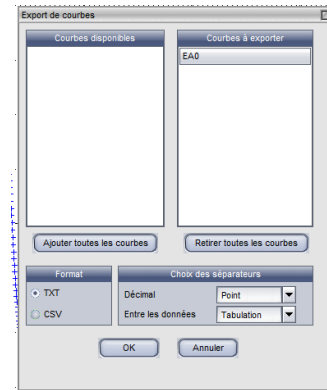 Export de courbes
Courbes disponibles
Courbes à exporter
EA0
Ajouter toutes les courbes
Retirer toutes les courbes
Format
Choix des séparateurs
TXT
Décimal
Point
CSV
Entre les données
Tabulation
OK
Annuler